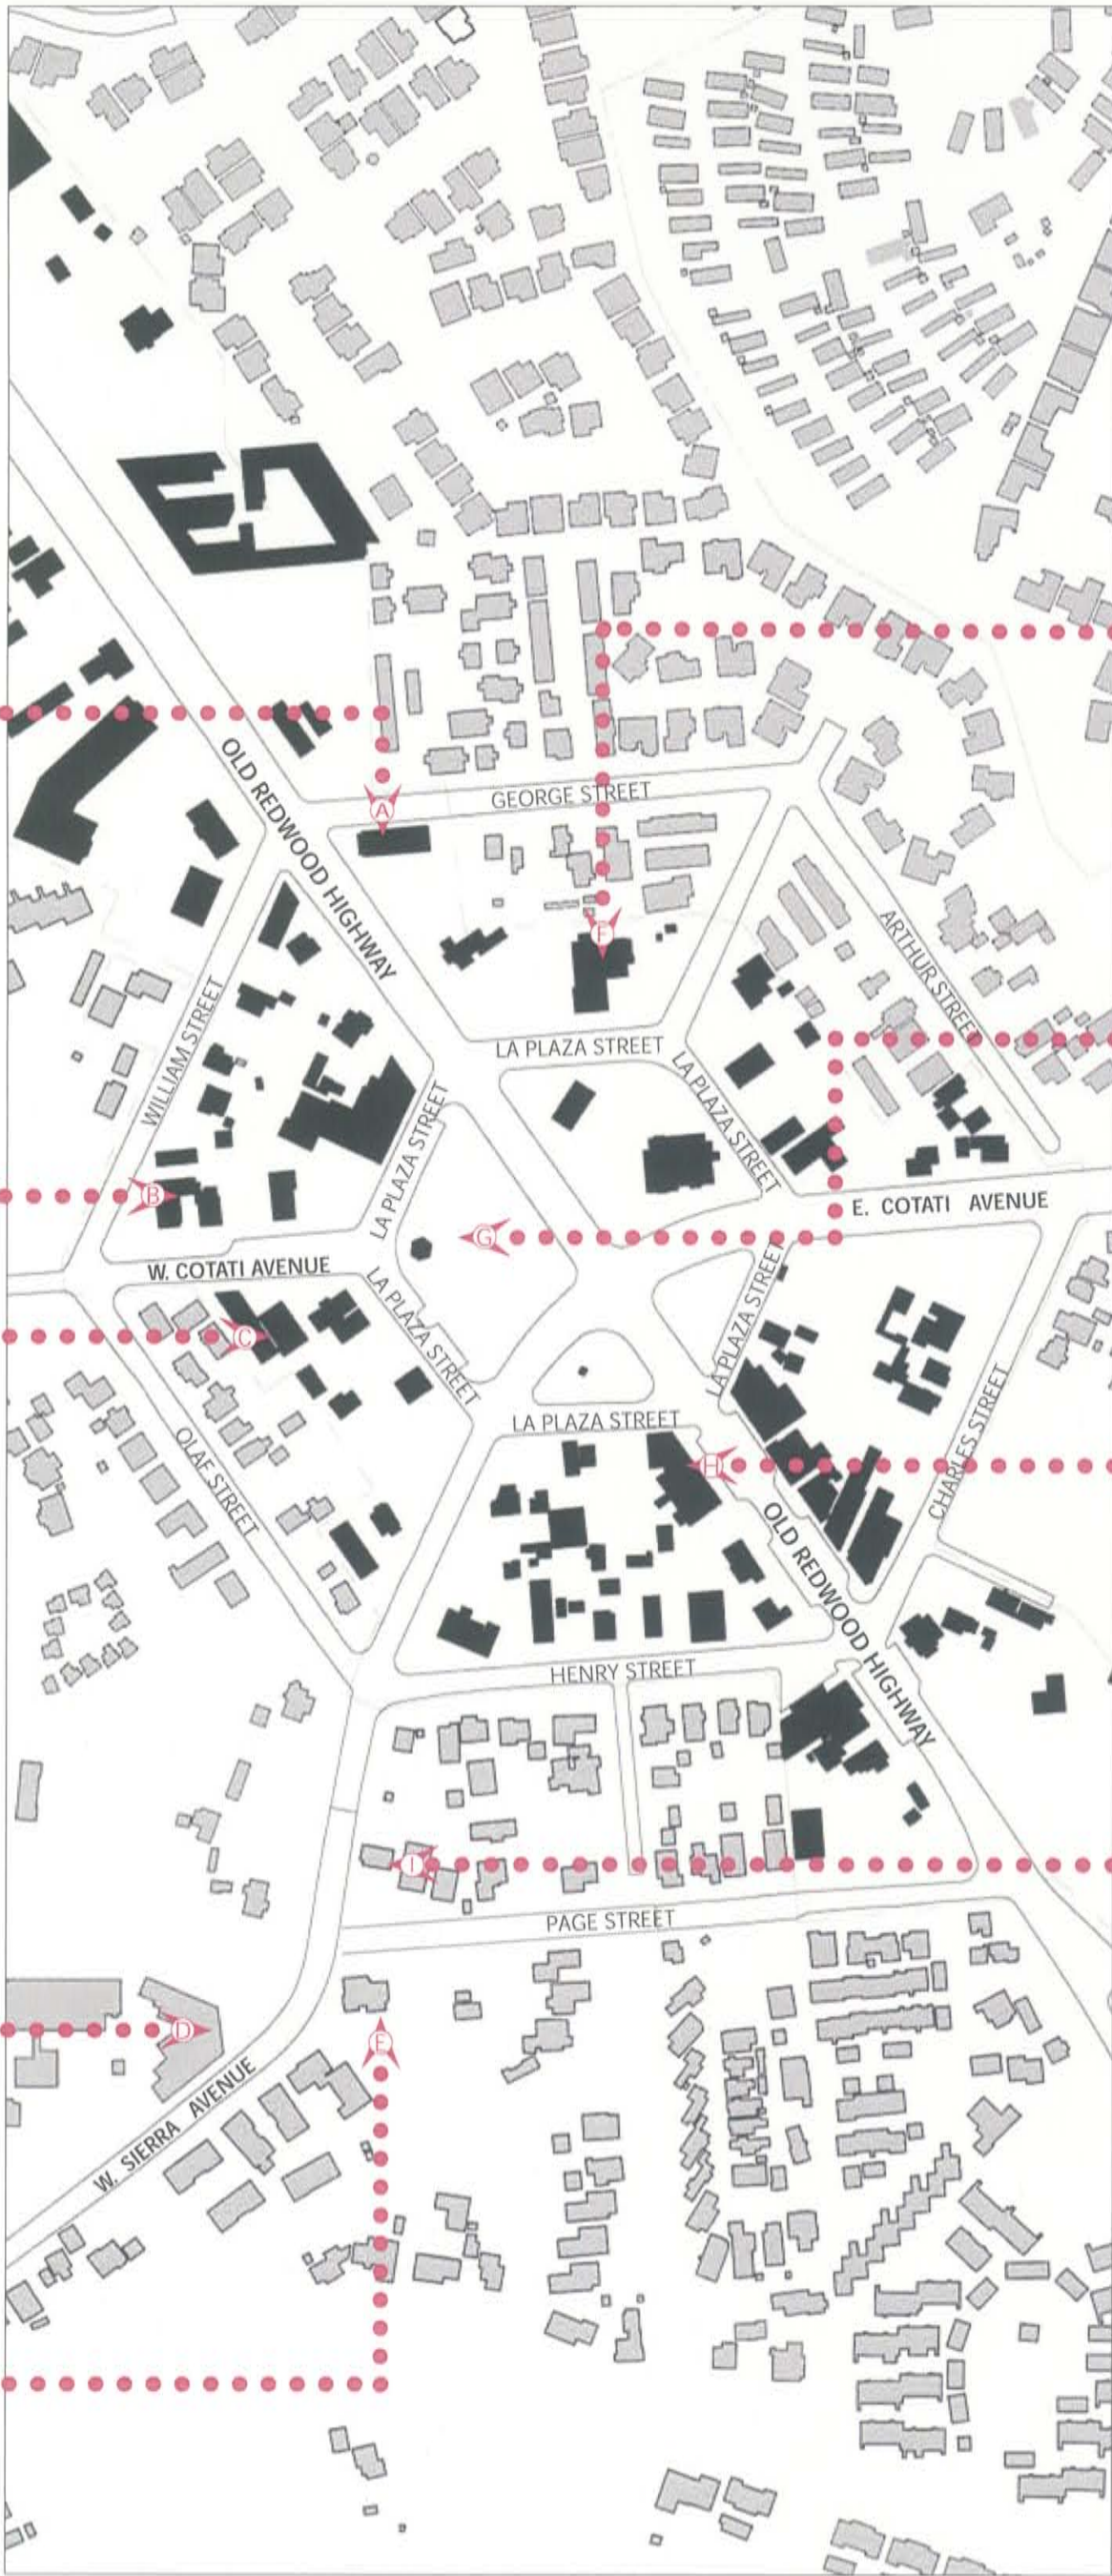 OLD REDWOOD HIGHWAY
A
GEORGE STREET
F
ARTHUR STREET
WILLIAM STREET
LA PLAZA STREET
LA PLAZA STREET
LA PLAZA STREET
B
E. COTATI AVENUE
G
W. COTATI AVENUE
LA PLAZA STREET
LA PLAZA STREET
C
LA PLAZA STREET
OLAF STREET
CHARLES STREET
H
OLD REDWOOD HIGHWAY
HENRY STREET
I
PAGE STREET
D
E
W. SIERRA AVENUE